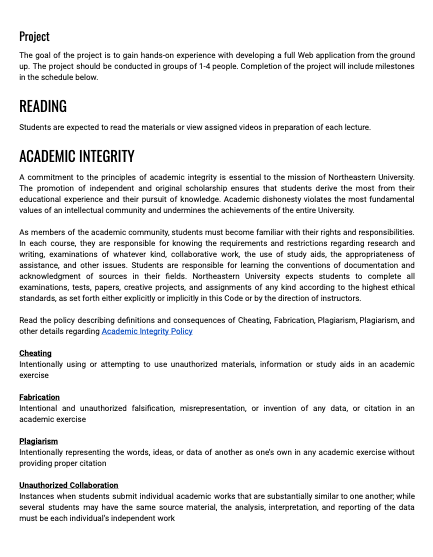 Project
The goal of the project is to gain hands-on experience with developing a full Web application from the ground
up. The project should be conducted in groups of 1-4 people. Completion of the project will include milestones
in the schedule below.
READING
Students are expected to read the materials or view assigned videos in preparation of each lecture.
ACADEMIC INTEGRITY
A commitment to the principles of academic integrity is essential to the mission of Northeastern University.
The promotion of independent and original scholarship ensures that students derive the most from their
educational experience and their pursuit of knowledge. Academic dishonesty violates the most fundamental
values of an intellectual community and undermines the achievements of the entire University.
As members of the academic community, students must become familiar with their rights and responsibilities.
In each course, they are responsible for knowing the requirements and restrictions regarding research and
writing, examinations of whatever kind, collaborative work, the use of study aids, the appropriateness of
assistance, and other issues. Students are responsible for learning the conventions of documentation and
acknowledgment of sources in their fields. Northeastern University expects students to complete all
examinations, tests, papers, creative projects, and assignments of any kind according to the highest ethical
standards, as set forth either explicitly or implicitly in this Code or by the direction of instructors.
Read the policy describing definitions and consequences of Cheating, Fabrication, Plagiarism, Plagiarism, and
other details regarding Academic Integrity Policy
Cheating
Intentionally using or attempting to use unauthorized materials, information or study aids in an academic
exercise
Fabrication
Intentional and unauthorized falsification, misrepresentation, or invention of any data, or citation in an
academic exercise
Plagiarism
Intentionally representing the words, ideas, or data of another as one's own in any academic exercise without
providing proper citation
Unauthorized Collaboration
Instances when students submit individual academic works that are substantially similar to one another; while
several students may have the same source material, the analysis, interpretation, and reporting of the data
must be each individual's independent work